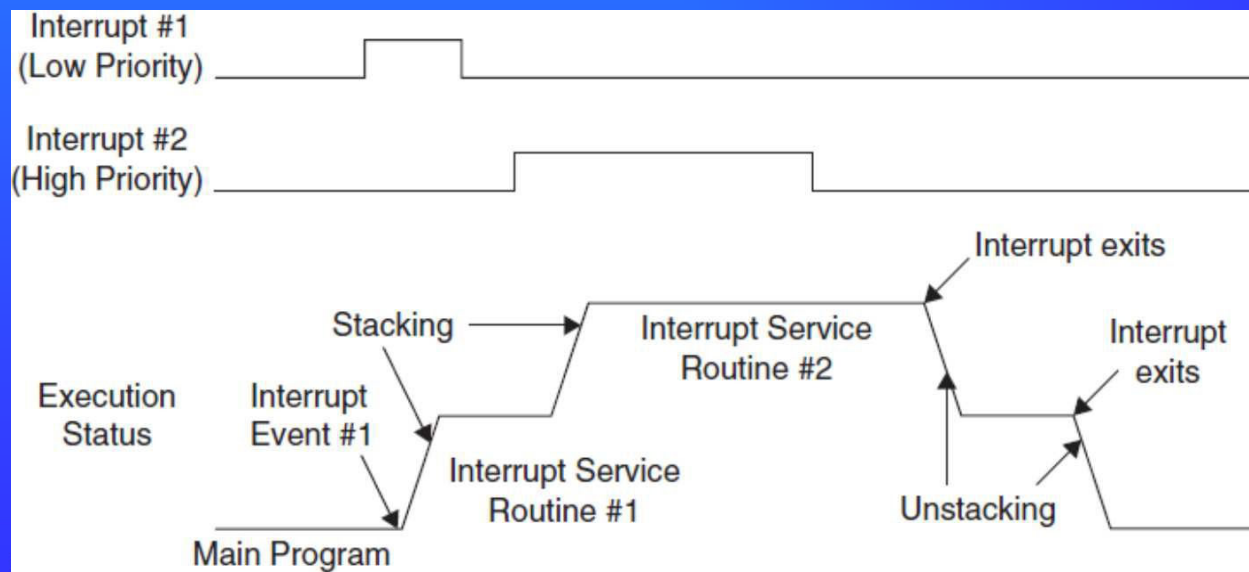 Interrupt #1
(Low Priority)
Interrupt #2
(High Priority)
Interrupt exits
Stacking
Interrupt Service
Routine #2
Interrupt
exits
Execution
Status
Interrupt
Event #1
Interrupt Service
Routine #1
Unstacking
Main Program